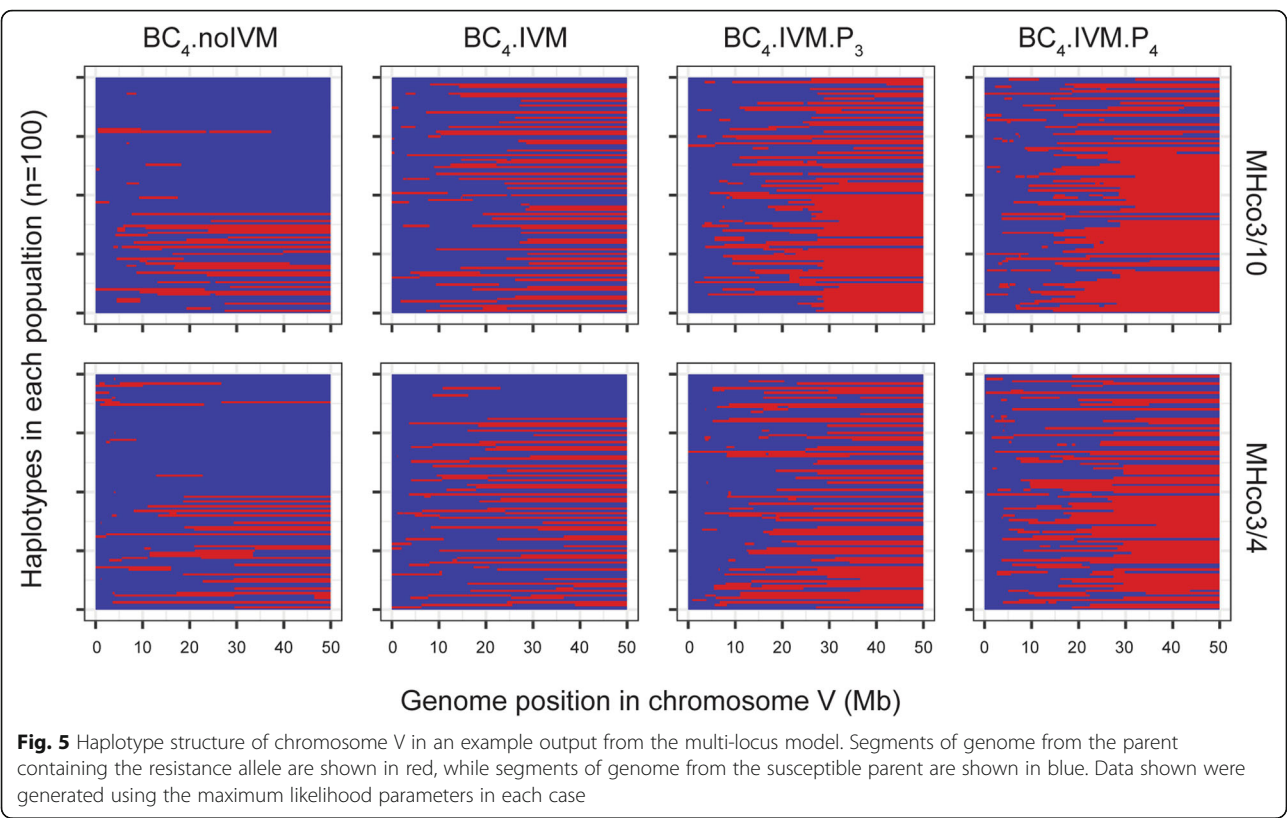 BC₄.noIVM BC₄.IVM BC₄.IVM.P₃ BC₄.IVM.P₄
Haplotypes in each popualtion (n=100)
MHco3/10
MHco3/4
0 10 20 30 40 50 0 10 20 30 40 50 0 10 20 30 40 50 0 10 20 30 40 50
Genome position in chromosome V (Mb)
Fig. 5 Haplotype structure of chromosome V in an example output from the multi-locus model. Segments of genome from the parent
containing the resistance allele are shown in red, while segments of genome from the susceptible parent are shown in blue. Data shown were
generated using the maximum likelihood parameters in each case